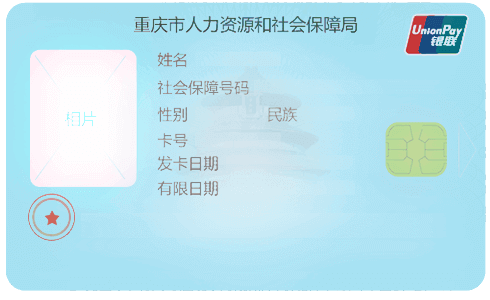 重庆市人力资源和社会保障局
UnionPay
银联
姓名
社会保障号码
照片
性别 民族
卡号
发卡日期
有限日期